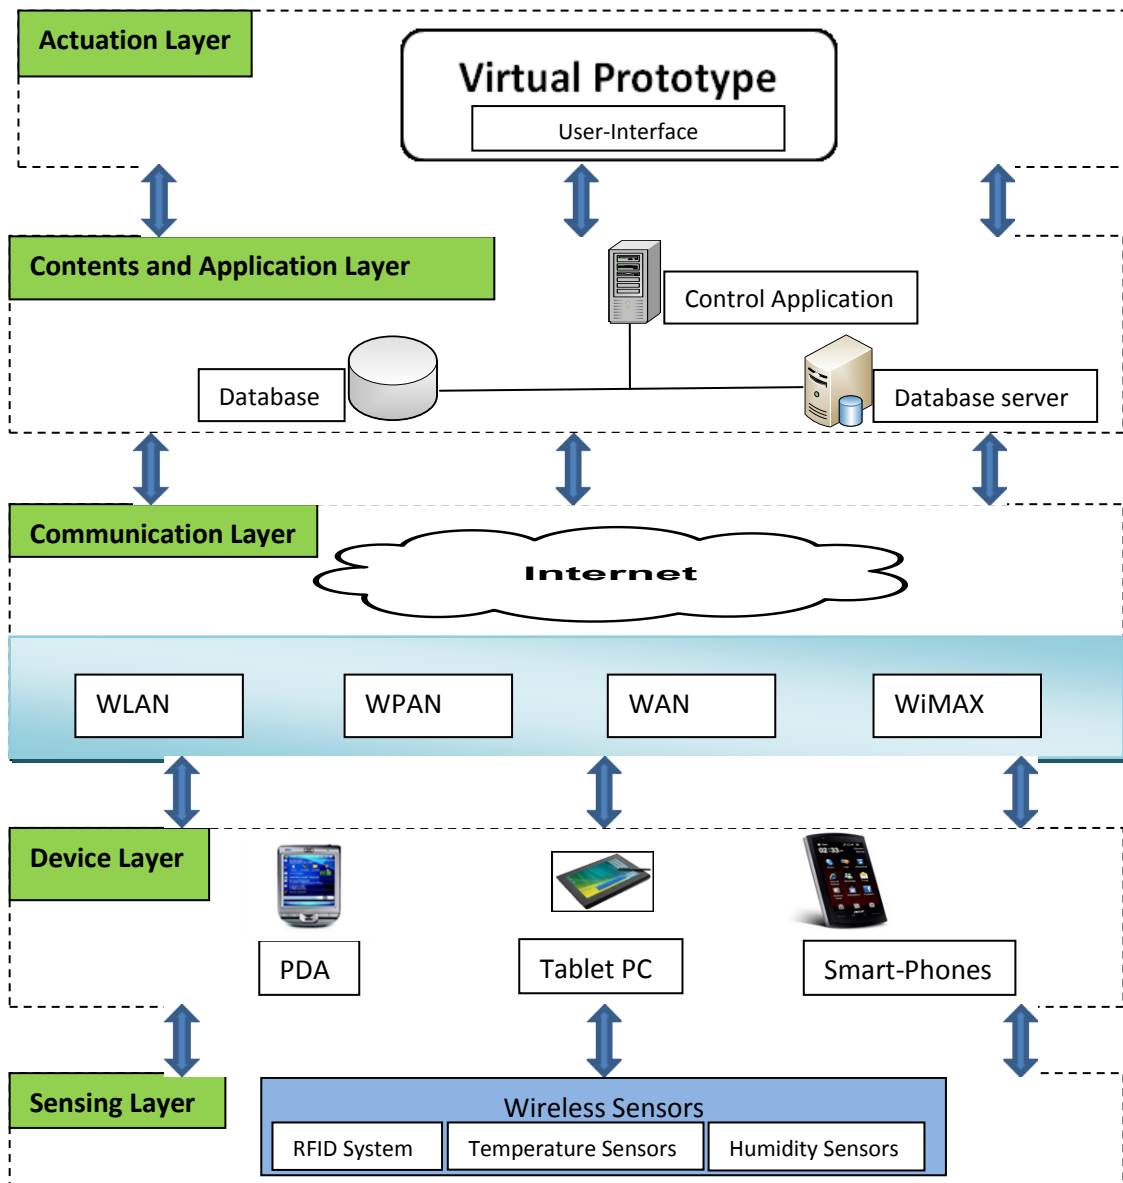 Actuation Layer
Virtual Prototype
User-Interface
Contents and Application Layer
Control Application
Database
Database server
Communication Layer
Internet
WLAN
WPAN
WAN
WiMAX
Device Layer
PDA
Tablet PC
Smart-Phones
Sensing Layer
Wireless Sensors
RFID System
Temperature Sensors
Humidity Sensors